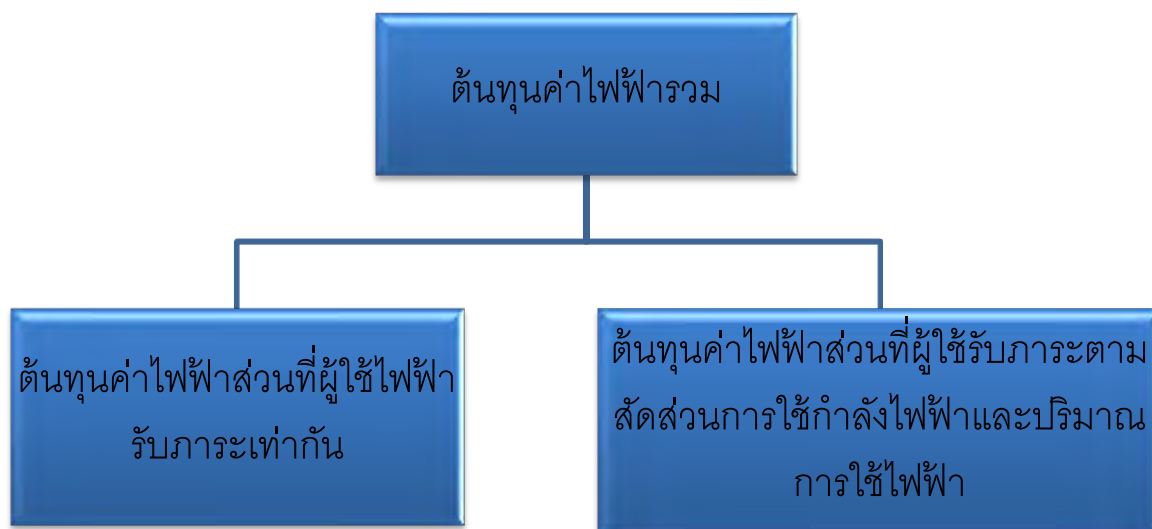 ต้นทุนค่าไฟฟ้ารวม
ต้นทุนค่าไฟฟ้าส่วนที่ผู้ใช้ไฟฟ้า
รับภาระเท่ากัน
ต้นทุนค่าไฟฟ้าส่วนที่ผู้ใช้รับภาระตาม
สัดส่วนการใช้กำลังไฟฟ้าและปริมาณ
การใช้ไฟฟ้า